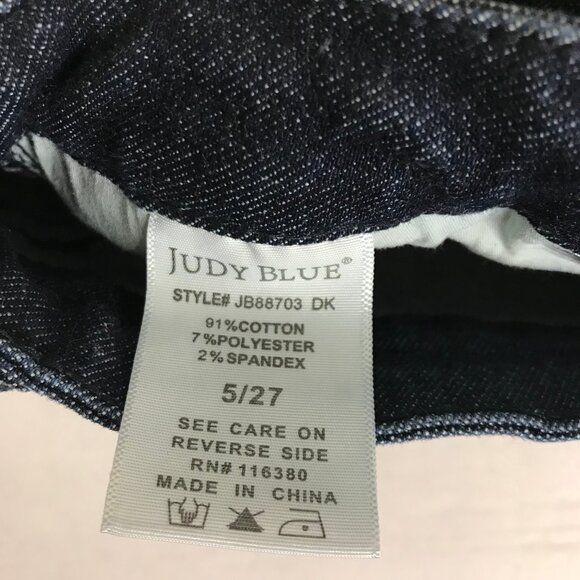 JUDY BLUE®
STYLE# JB88703 DK
91%COTTON
7%POLYESTER
2%SPANDEX
5/27
SEE CARE ON
REVERSE SIDE
RN# 116380
MADE IN CHINA